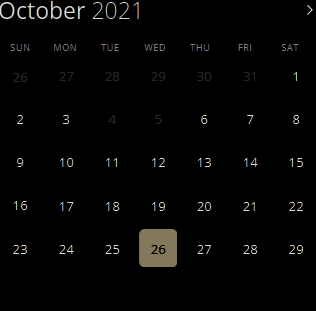 October 2021
SUN MON TUE WED THU FRI SAT
26 27 28 29 30 31 1
2 3 4 5 6 7 8
9 10 11 12 13 14 15
16 17 18 19 20 21 22
23 24 25 26 27 28 29